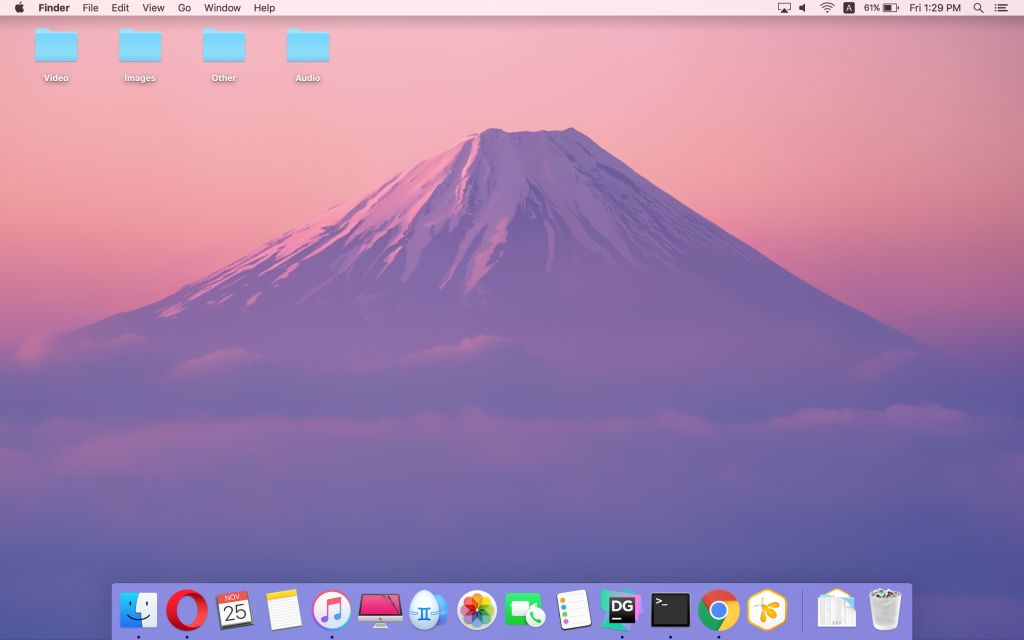 Finder File Edit View Go Window Help A 61% Fri 1:29 PM
Video Images Other Audio
NOV
25
DG
>_
CSV